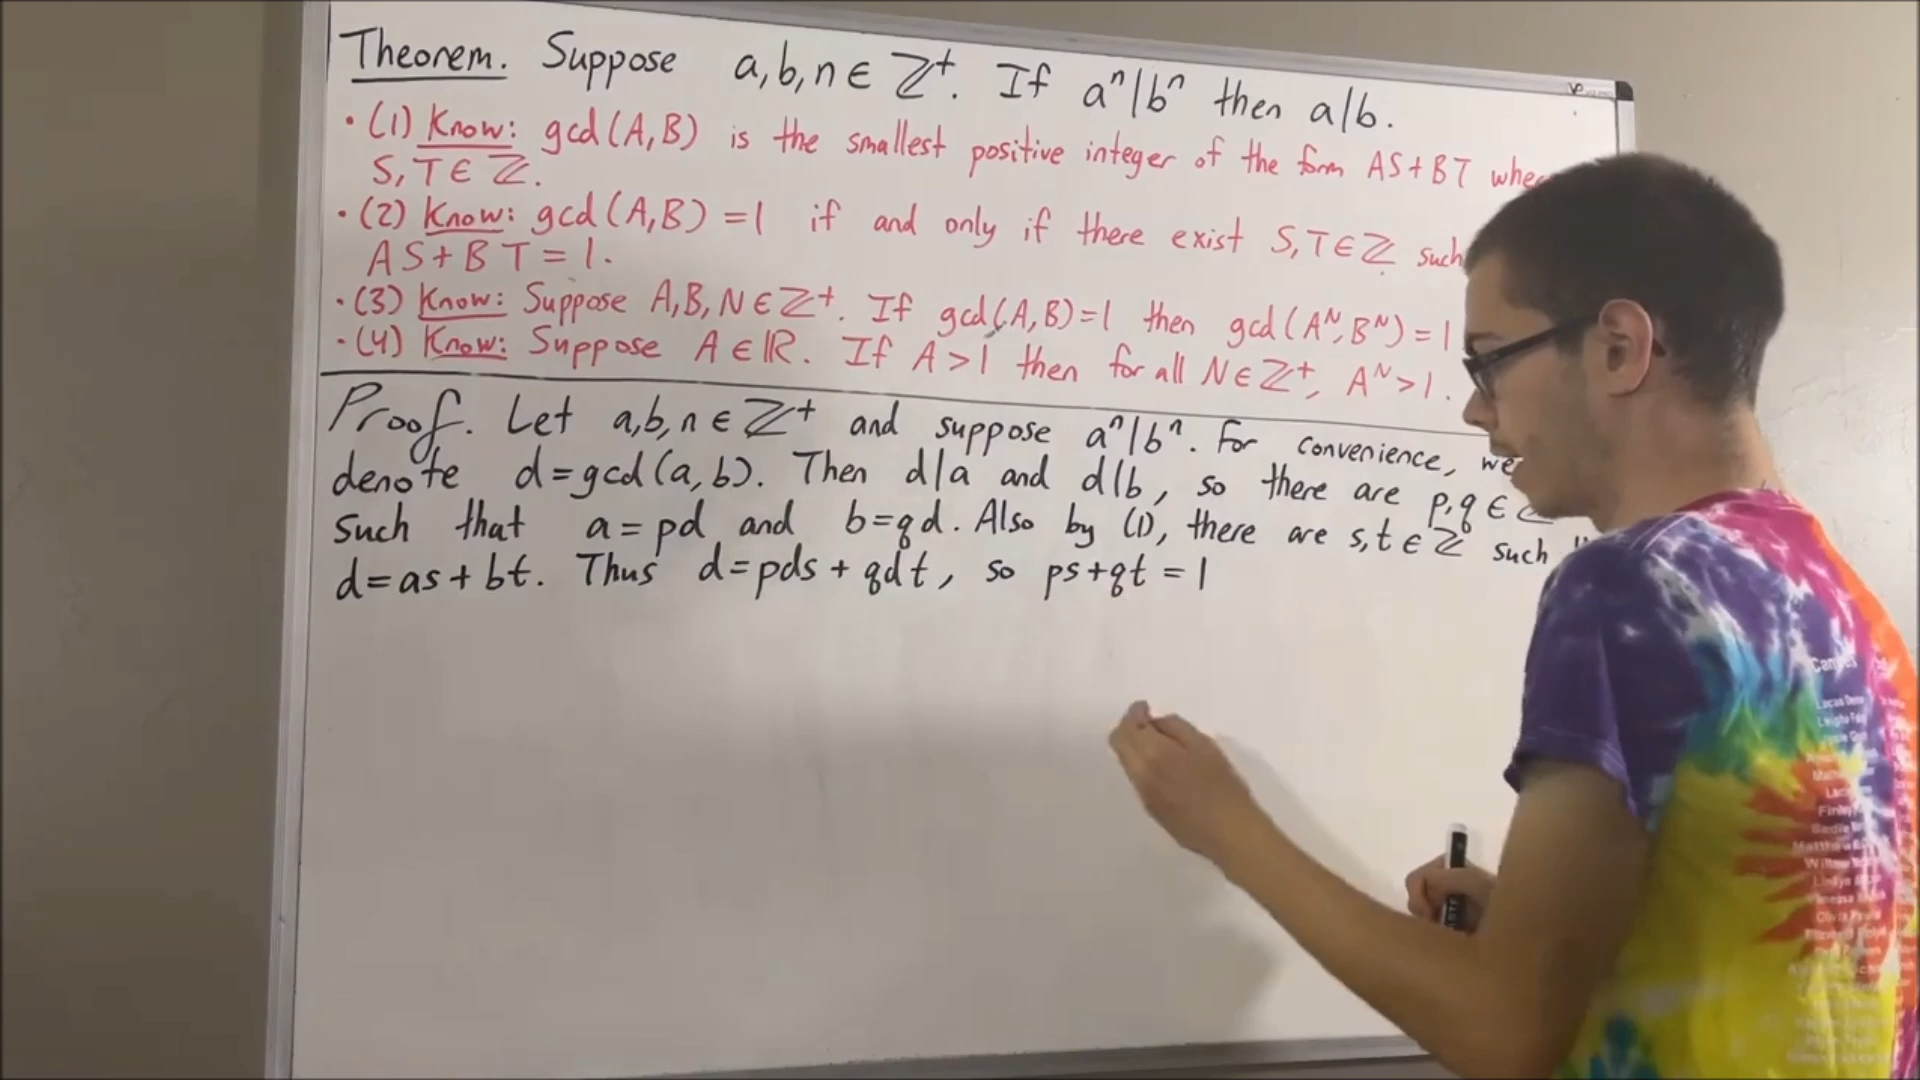 Theorem. Suppose a, b, n ∈ ℤ⁺. If aⁿ|bⁿ then a|b.
• (1) Know: gcd(A,B) is the smallest positive integer of the form AS+BT
S, T ∈ ℤ.
• (2) Know: gcd(A,B) = 1 if and only if there exist S, T ∈ ℤ such
AS + BT = 1.
• (3) Know: Suppose A, B, N ∈ ℤ⁺. If gcd(A,B)=1 then gcd(Aᴺ, Bᴺ) = 1
• (4) Know: Suppose A ∈ ℝ. If A > 1 then for all N ∈ ℤ⁺, Aᴺ > 1.
Proof. Let a, b, n ∈ ℤ⁺ and suppose aⁿ|bⁿ. For convenience, we
denote d = gcd(a, b). Then d|a and d|b, so there are p, q ∈
such that a = pd and b = qd. Also by (1), there are s, t ∈ ℤ such
d = as + bt. Thus d = pds + qdt, so ps + qt = 1